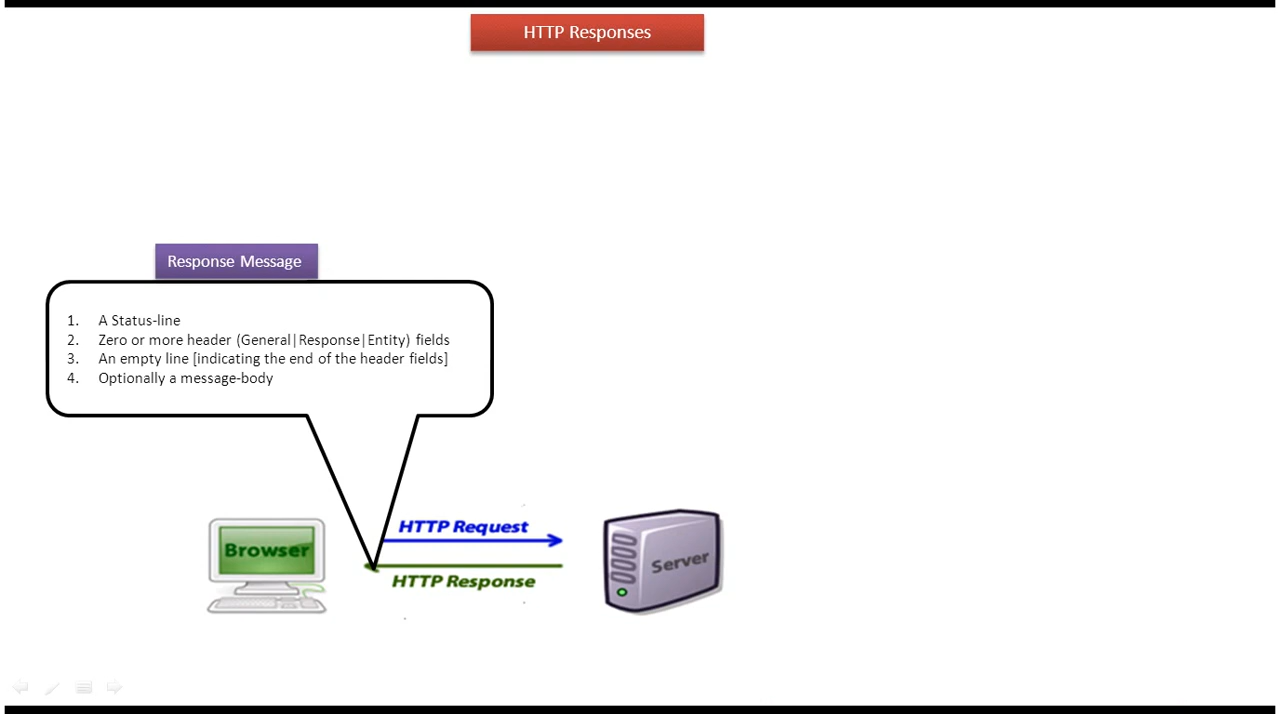 HTTP Responses
Response Message
1. A Status-line
2. Zero or more header (General|Response|Entity) fields
3. An empty line [indicating the end of the header fields]
4. Optionally a message-body
Browser
HTTP Request
HTTP Response
Server